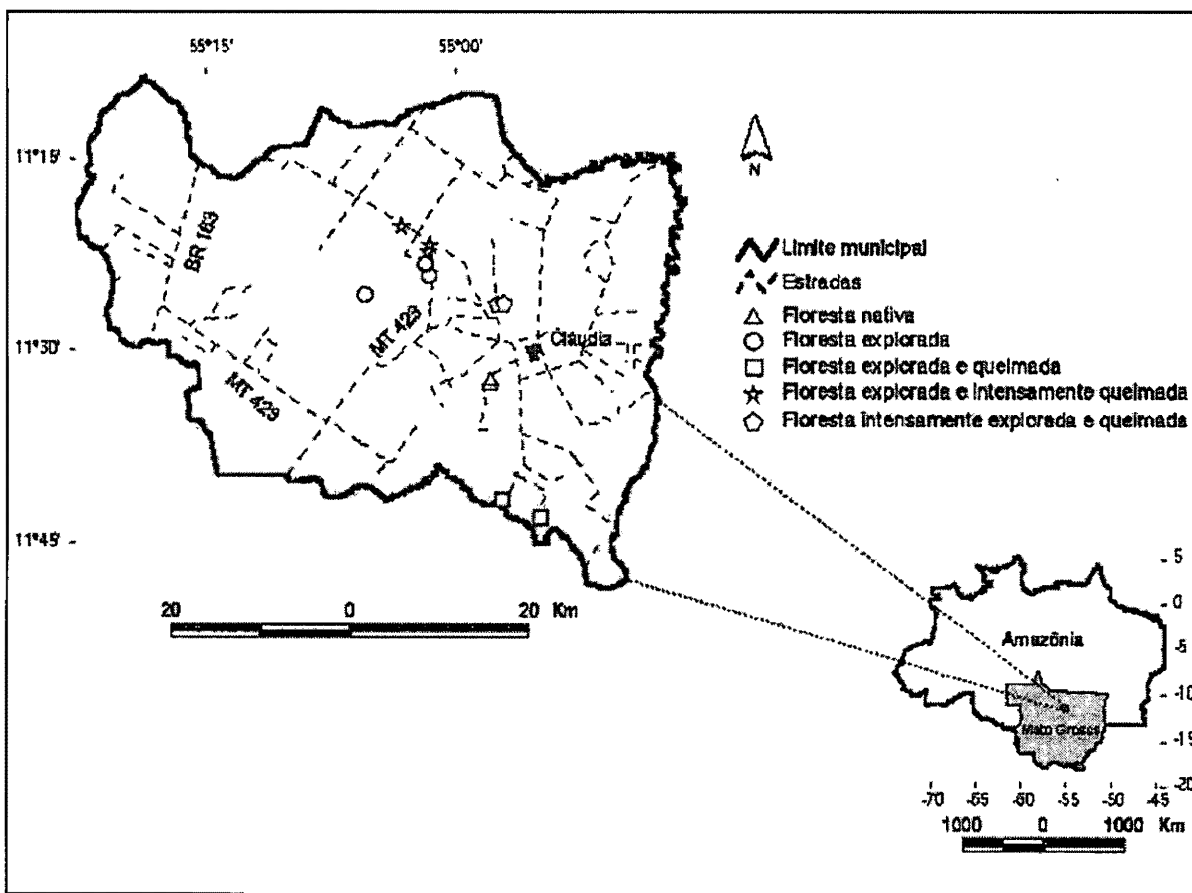 55°15' 55°00'
11°15'
N
BR 163
Limite municipal
Estradas
Floresta nativa
Floresta explorada
Floresta explorada e queimada
Floresta explorada e intensamente queimada
Floresta intensamente explorada e queimada
MT 423
Cláudia
11°30'
MT 429
11°45'
20 0 20 Km
5
0
Amazônia
-5
-10
Mato Grosso
-15
-20
-70 -65 -60 -55 -50 -45
1000 0 1000 Km